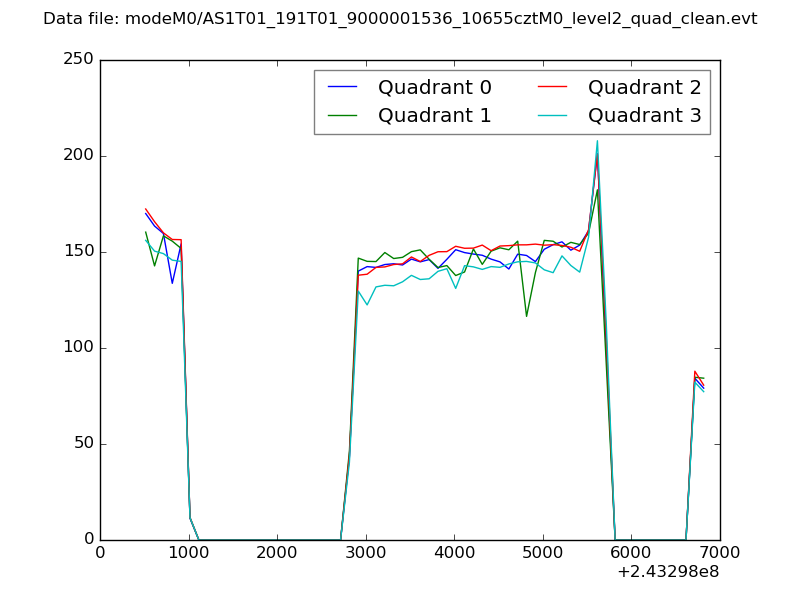 Data file: modeM0/AS1T01_191T01_9000001536_10655cztM0_level2_quad_clean.evt
250
200
150
100
50
0
Quadrant 0
Quadrant 2
Quadrant 1
Quadrant 3
0 1000 2000 3000 4000 5000 6000 7000
+2.43298e8